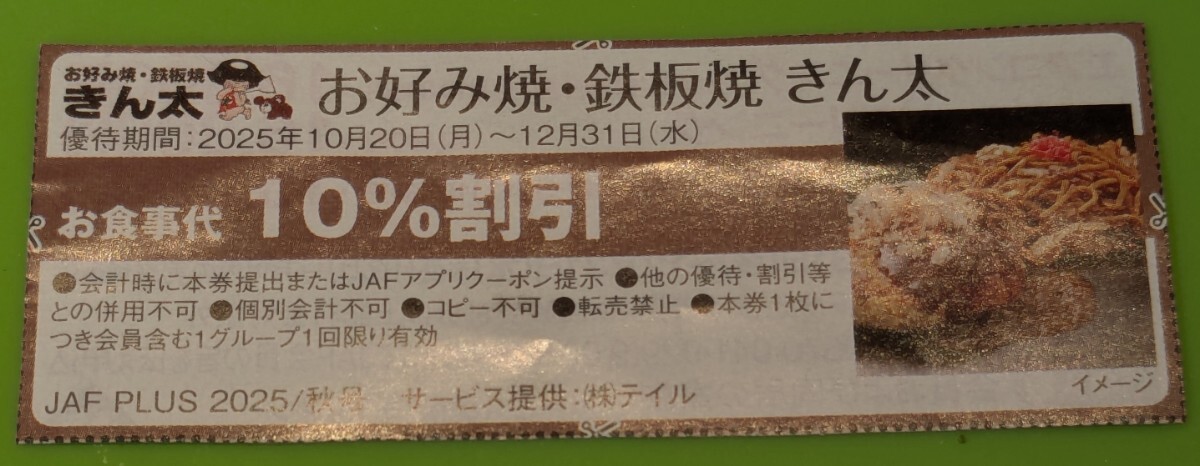 お好み焼・鉄板焼
きん太
お好み焼・鉄板焼 きん太
優待期間：2025年10月20日(月)～12月31日(水)
お食事代 10%割引
●会計時に本券提出またはJAFアプリクーポン提示 ●他の優待・割引等
との併用不可 ●個別会計不可 ●コピー不可 ●転売禁止 ●本券1枚に
つき会員含む1グループ1回限り有効
JAF PLUS 2025/秋号 サービス提供：㈱テイル
イメージ